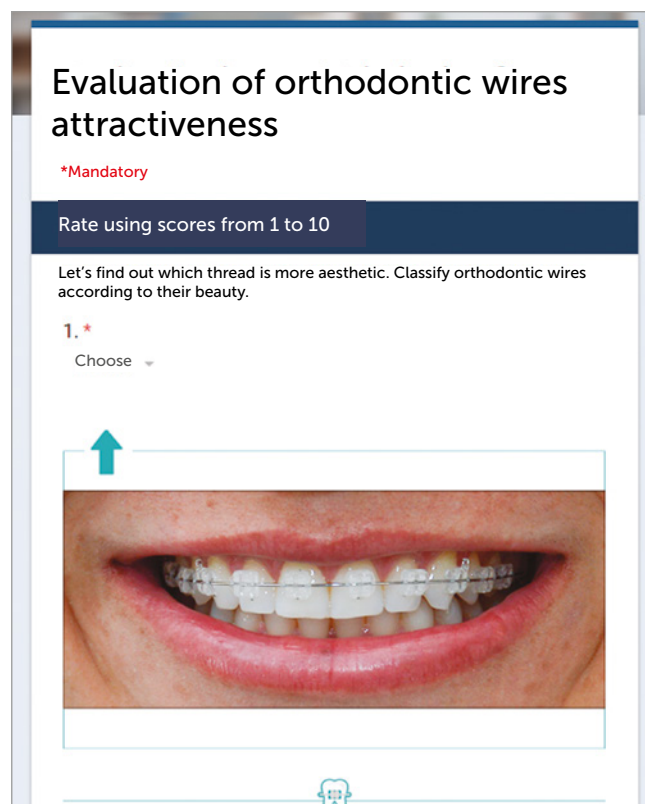 Evaluation of orthodontic wires
attractiveness
*Mandatory
Rate using scores from 1 to 10
Let’s find out which thread is more aesthetic. Classify orthodontic wires
according to their beauty.
1.*
Choose